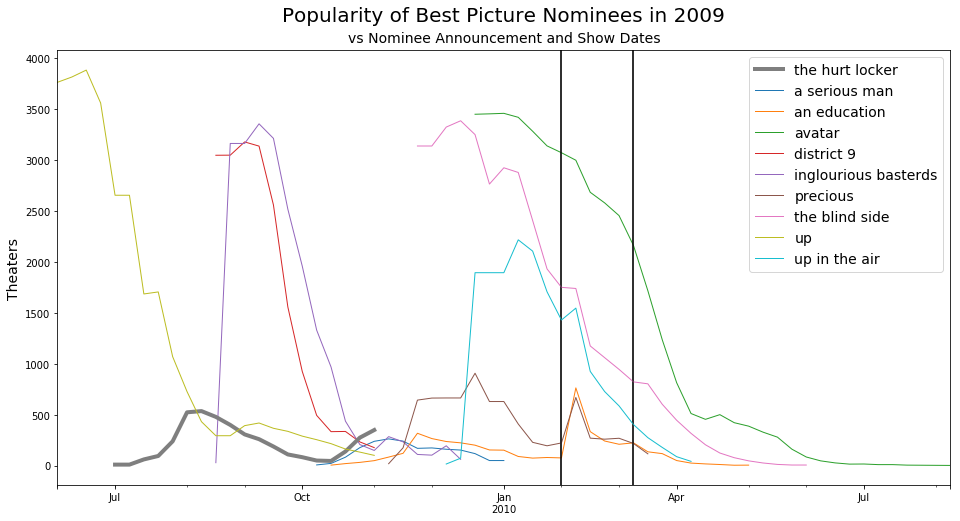 Popularity of Best Picture Nominees in 2009
vs Nominee Announcement and Show Dates
Theaters
4000
3500
3000
2500
2000
1500
1000
500
0
the hurt locker
a serious man
an education
avatar
district 9
inglourious basterds
precious
the blind side
up
up in the air
Jul
Oct
Jan
2010
Apr
Jul